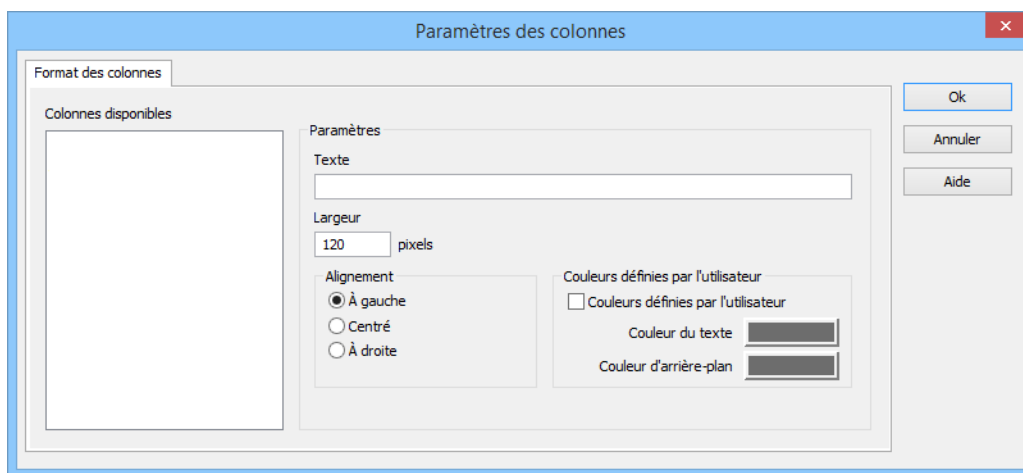 Paramètres des colonnes
Format des colonnes
Colonnes disponibles
Paramètres
Texte
Largeur
120 pixels
Alignement
À gauche
Centré
À droite
Couleurs définies par l'utilisateur
Couleurs définies par l'utilisateur
Couleur du texte
Couleur d'arrière-plan
Ok
Annuler
Aide